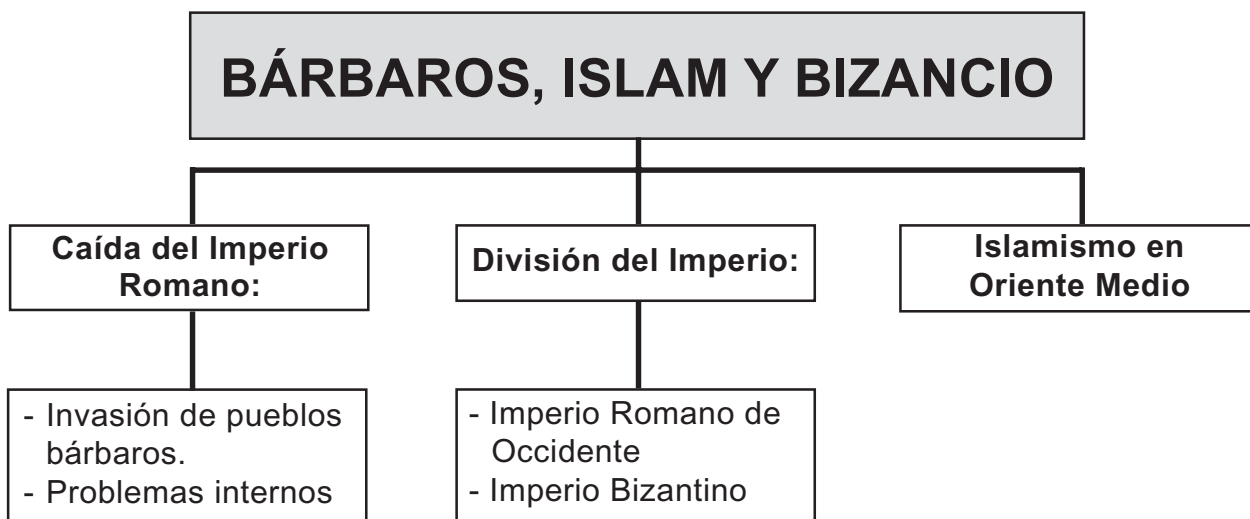 BÁRBAROS, ISLAM Y BIZANCIO
Caída del Imperio
Romano:
División del Imperio:
Islamismo en
Oriente Medio
- Invasión de pueblos
bárbaros.
- Problemas internos
- Imperio Romano de
Occidente
- Imperio Bizantino